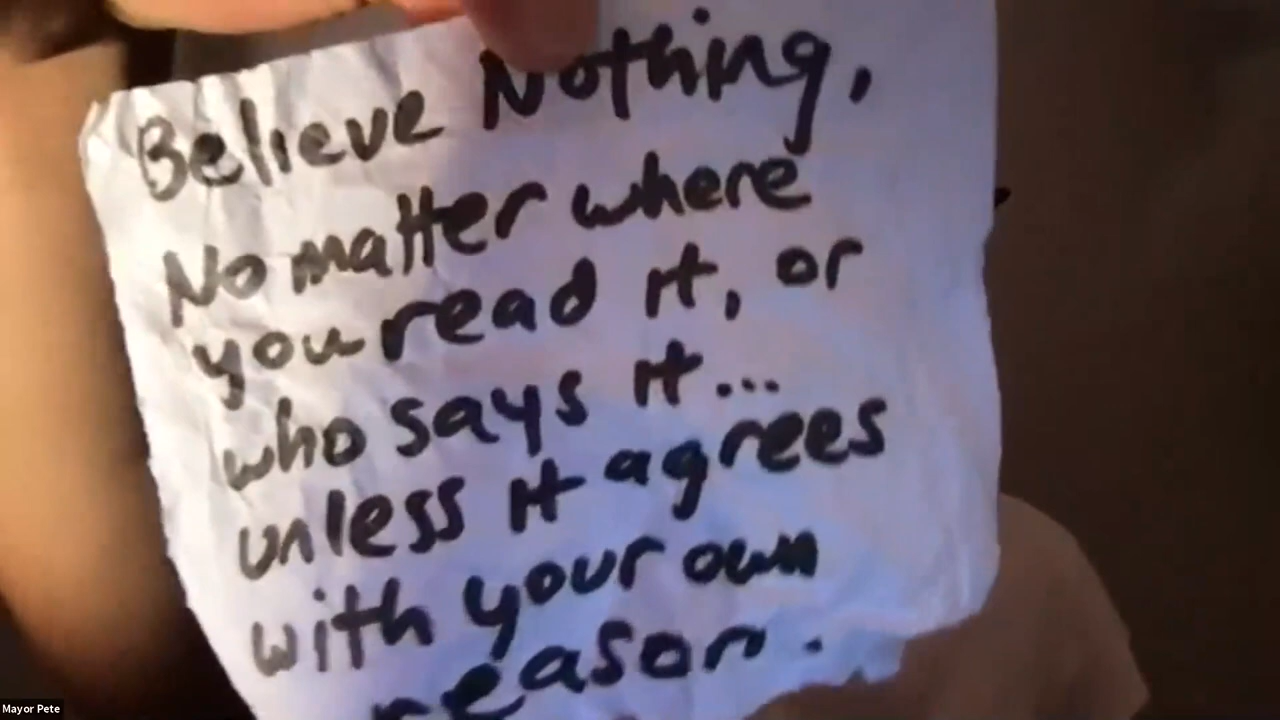 Believe Nothing,
No matter where
you read it, or
who says it...
unless it agrees
with your own
reason.
Mayor Pete